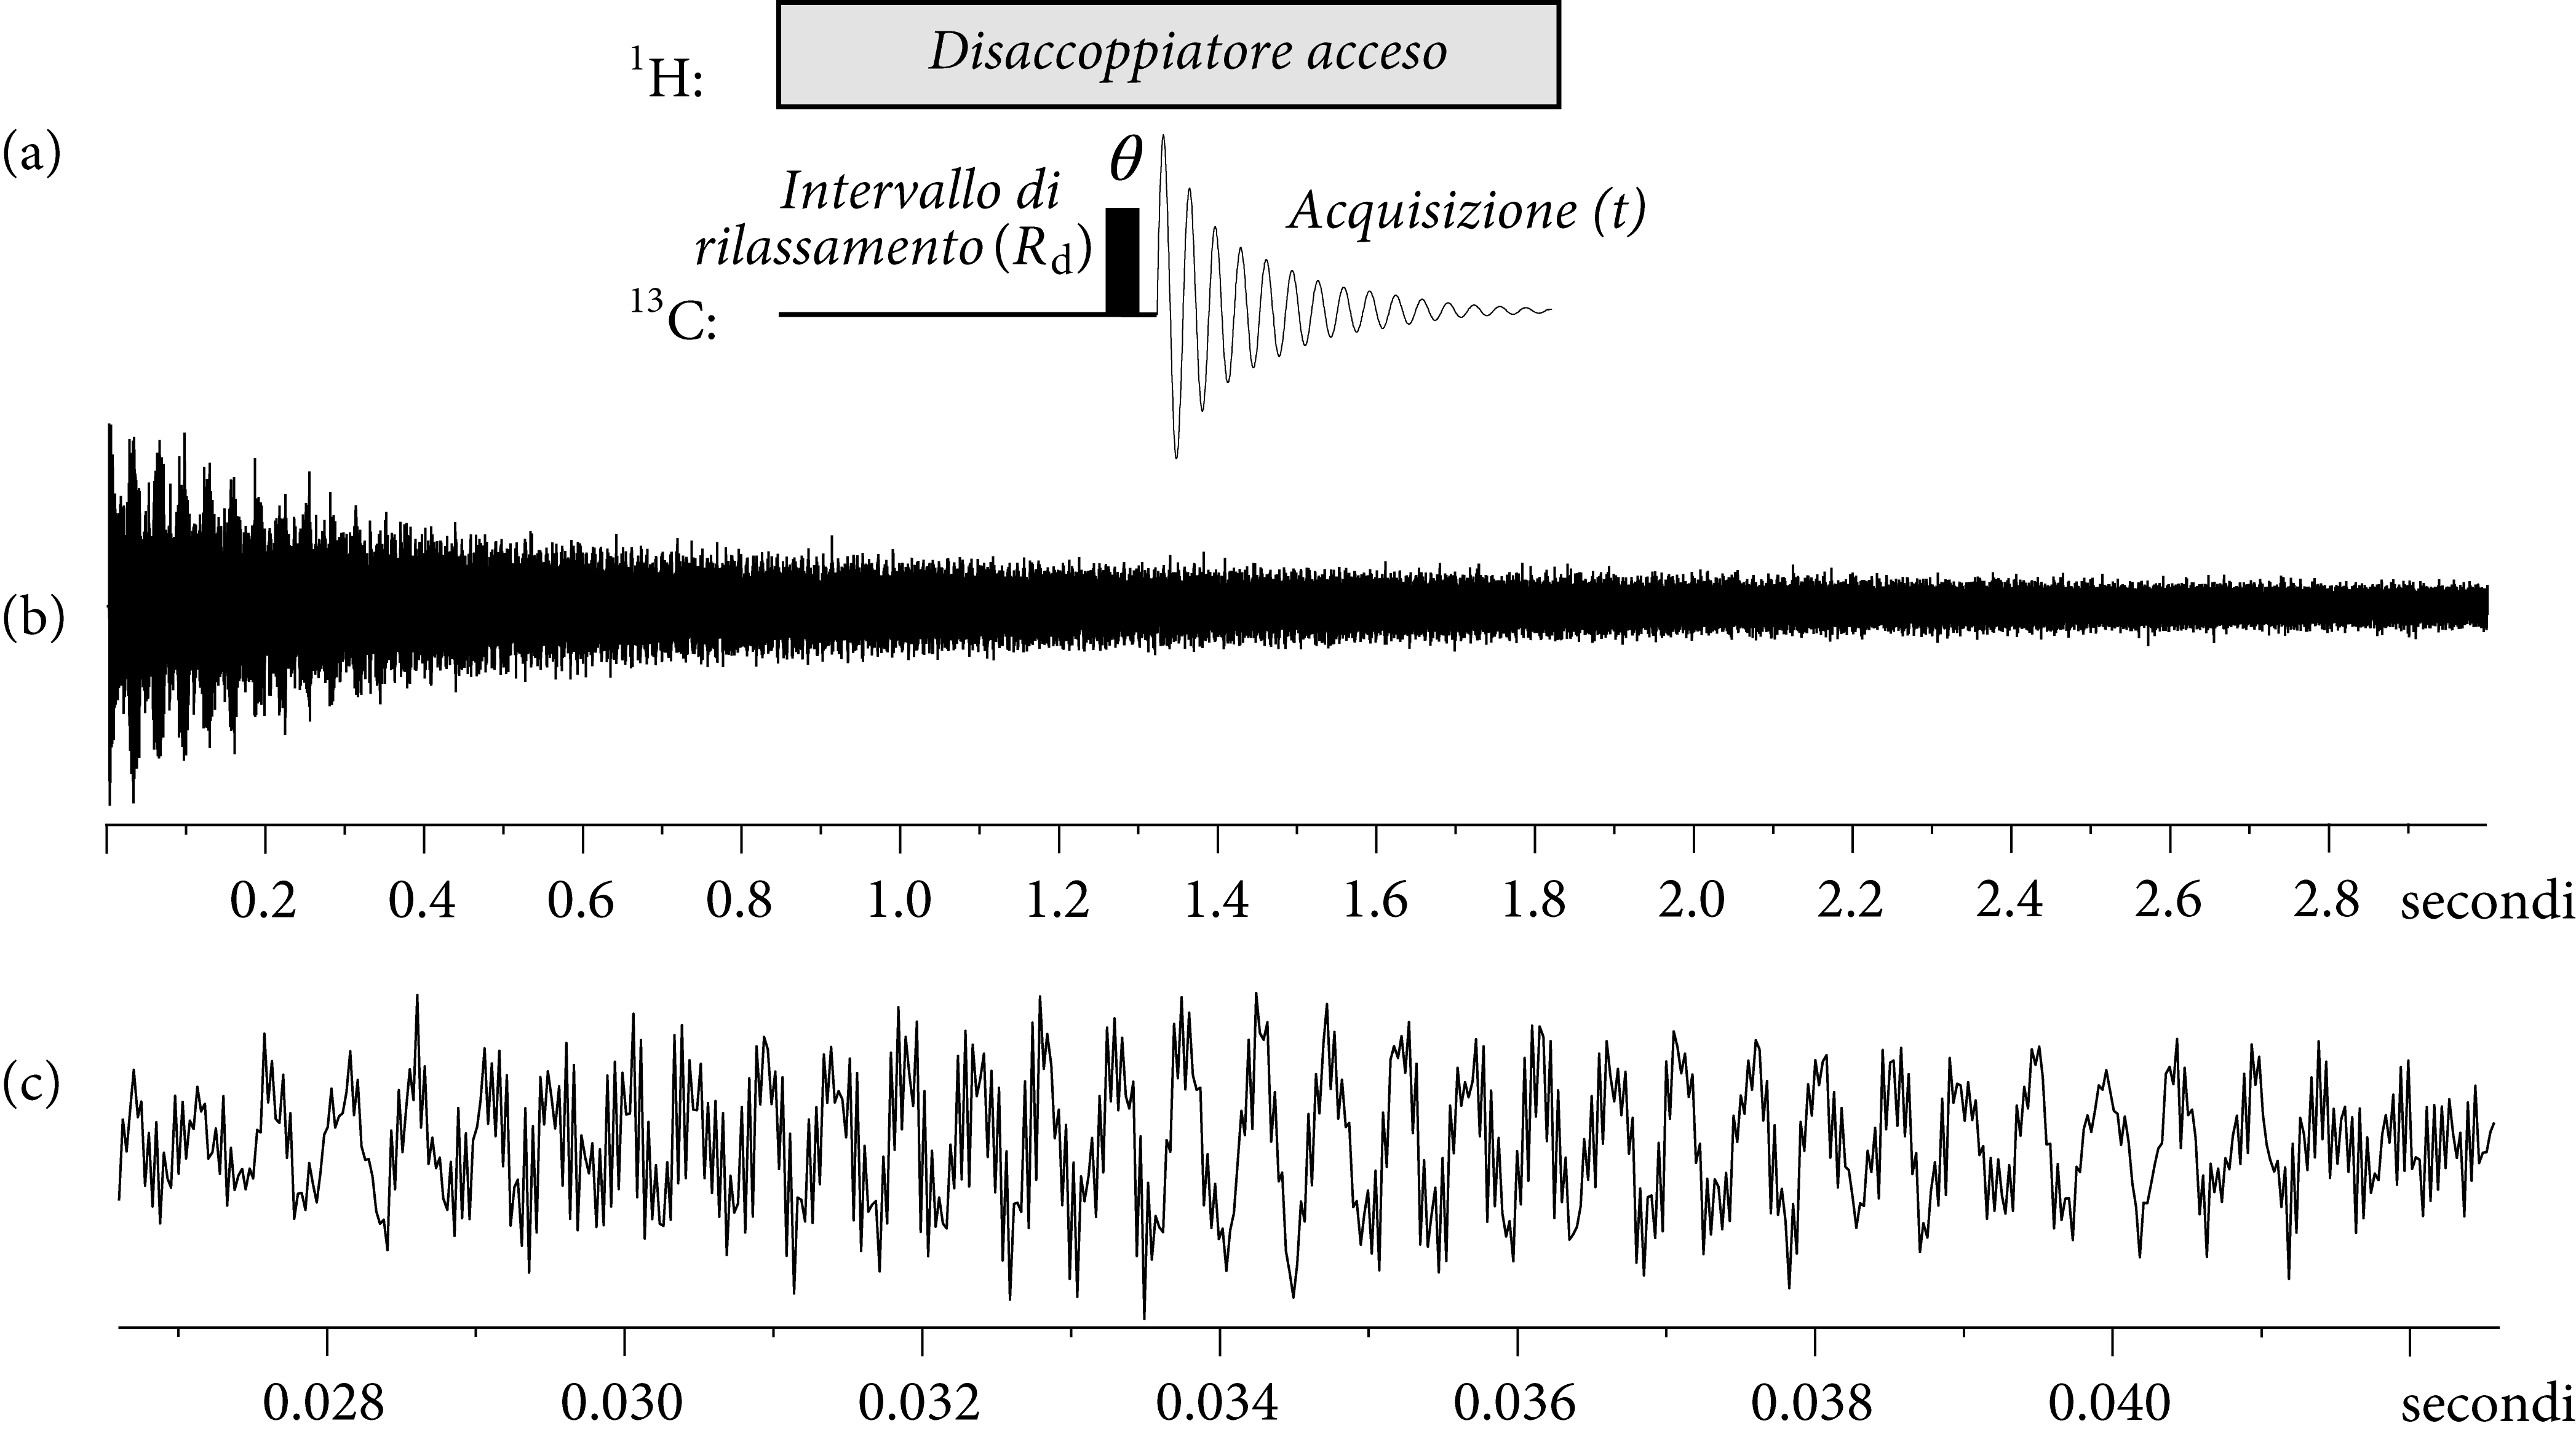 ¹H: Disaccoppiatore acceso
(a)
θ
Intervallo di
rilassamento (R_d)
Acquisizione (t)
¹³C:
(b)
0.2 0.4 0.6 0.8 1.0 1.2 1.4 1.6 1.8 2.0 2.2 2.4 2.6 2.8 secondi
(c)
0.028 0.030 0.032 0.034 0.036 0.038 0.040 secondi